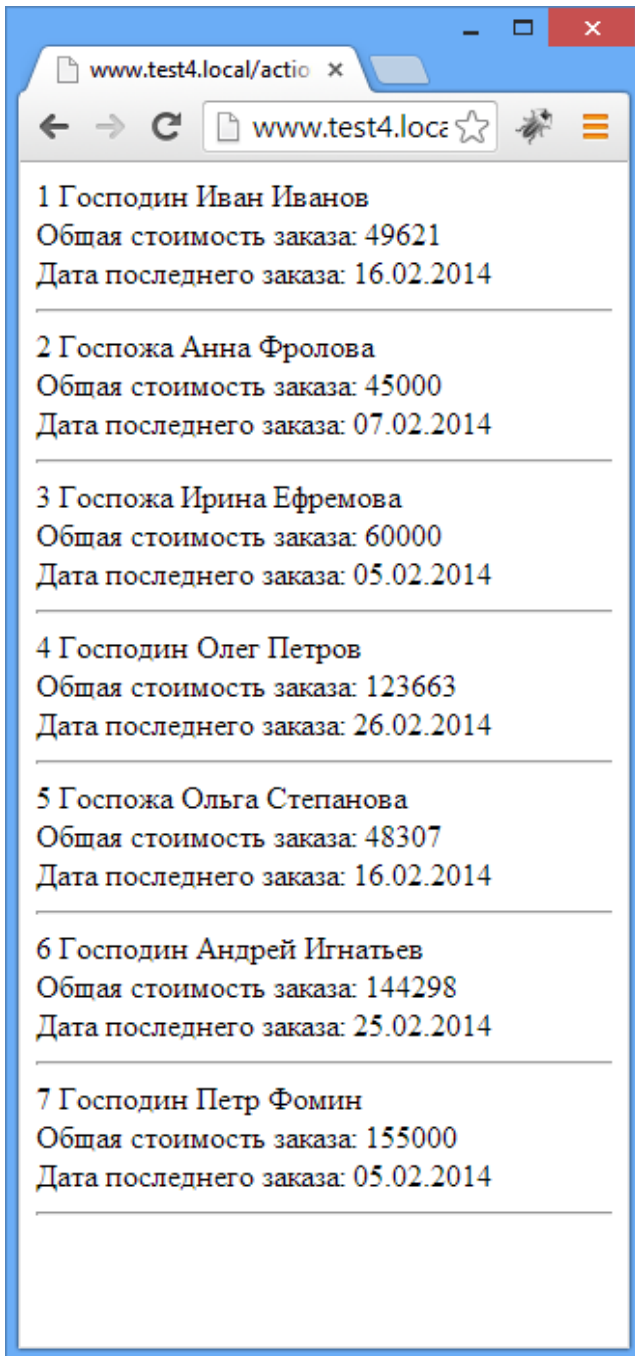 www.test4.local/actio
www.test4.loca
1 Господин Иван Иванов
Общая стоимость заказа: 49621
Дата последнего заказа: 16.02.2014
2 Госпожа Анна Фролова
Общая стоимость заказа: 45000
Дата последнего заказа: 07.02.2014
3 Госпожа Ирина Ефремова
Общая стоимость заказа: 60000
Дата последнего заказа: 05.02.2014
4 Господин Олег Петров
Общая стоимость заказа: 123663
Дата последнего заказа: 26.02.2014
5 Госпожа Ольга Степанова
Общая стоимость заказа: 48307
Дата последнего заказа: 16.02.2014
6 Господин Андрей Игнатьев
Общая стоимость заказа: 144298
Дата последнего заказа: 25.02.2014
7 Господин Петр Фомин
Общая стоимость заказа: 155000
Дата последнего заказа: 05.02.2014